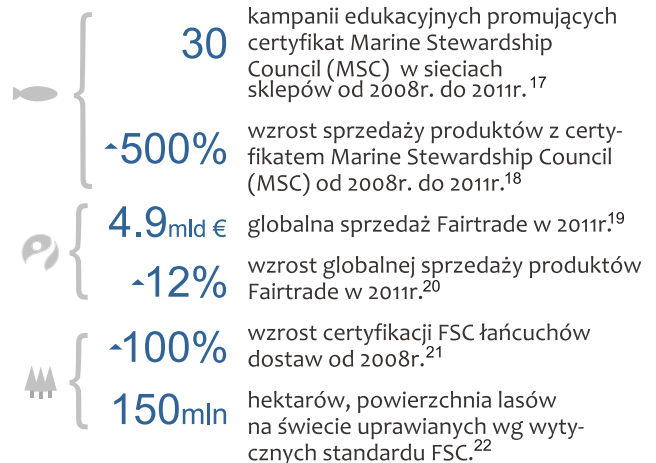 30
kampanii edukacyjnych promujących
certyfikat Marine Stewardship
Council (MSC) w sieciach
sklepów od 2008r. do 2011r.17
500%
wzrost sprzedaży produktów z certy-
fikatem Marine Stewardship Council
(MSC) od 2008r. do 2011r.18
4.9mld €
globalna sprzedaż Fairtrade w 2011r.19
12%
wzrost globalnej sprzedaży produktów
Fairtrade w 2011r.20
100%
wzrost certyfikacji FSC łańcuchów
dostaw od 2008r.21
150mln
hektarów, powierzchnia lasów
na świecie uprawianych wg wyty-
cznych standardu FSC.22